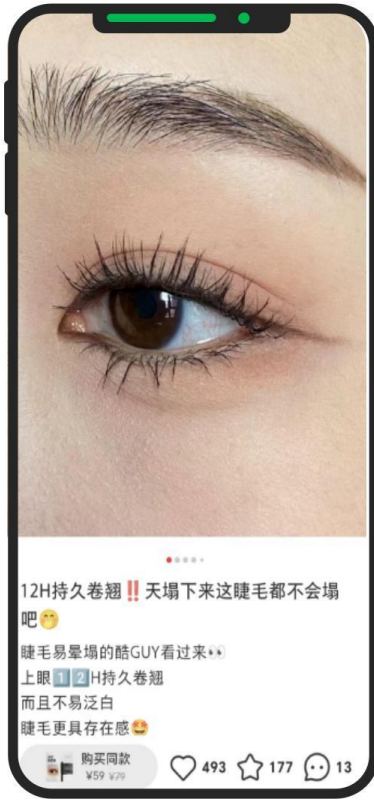 12H持久卷翘‼️天塌下来这睫毛都不会塌
吧🤭
睫毛易晕塌的酷GUY看过来👀
上眼1️⃣2️⃣H持久卷翘
而且不易泛白
睫毛更具存在感🤩
购买同款
¥59 ¥79
493 177 13